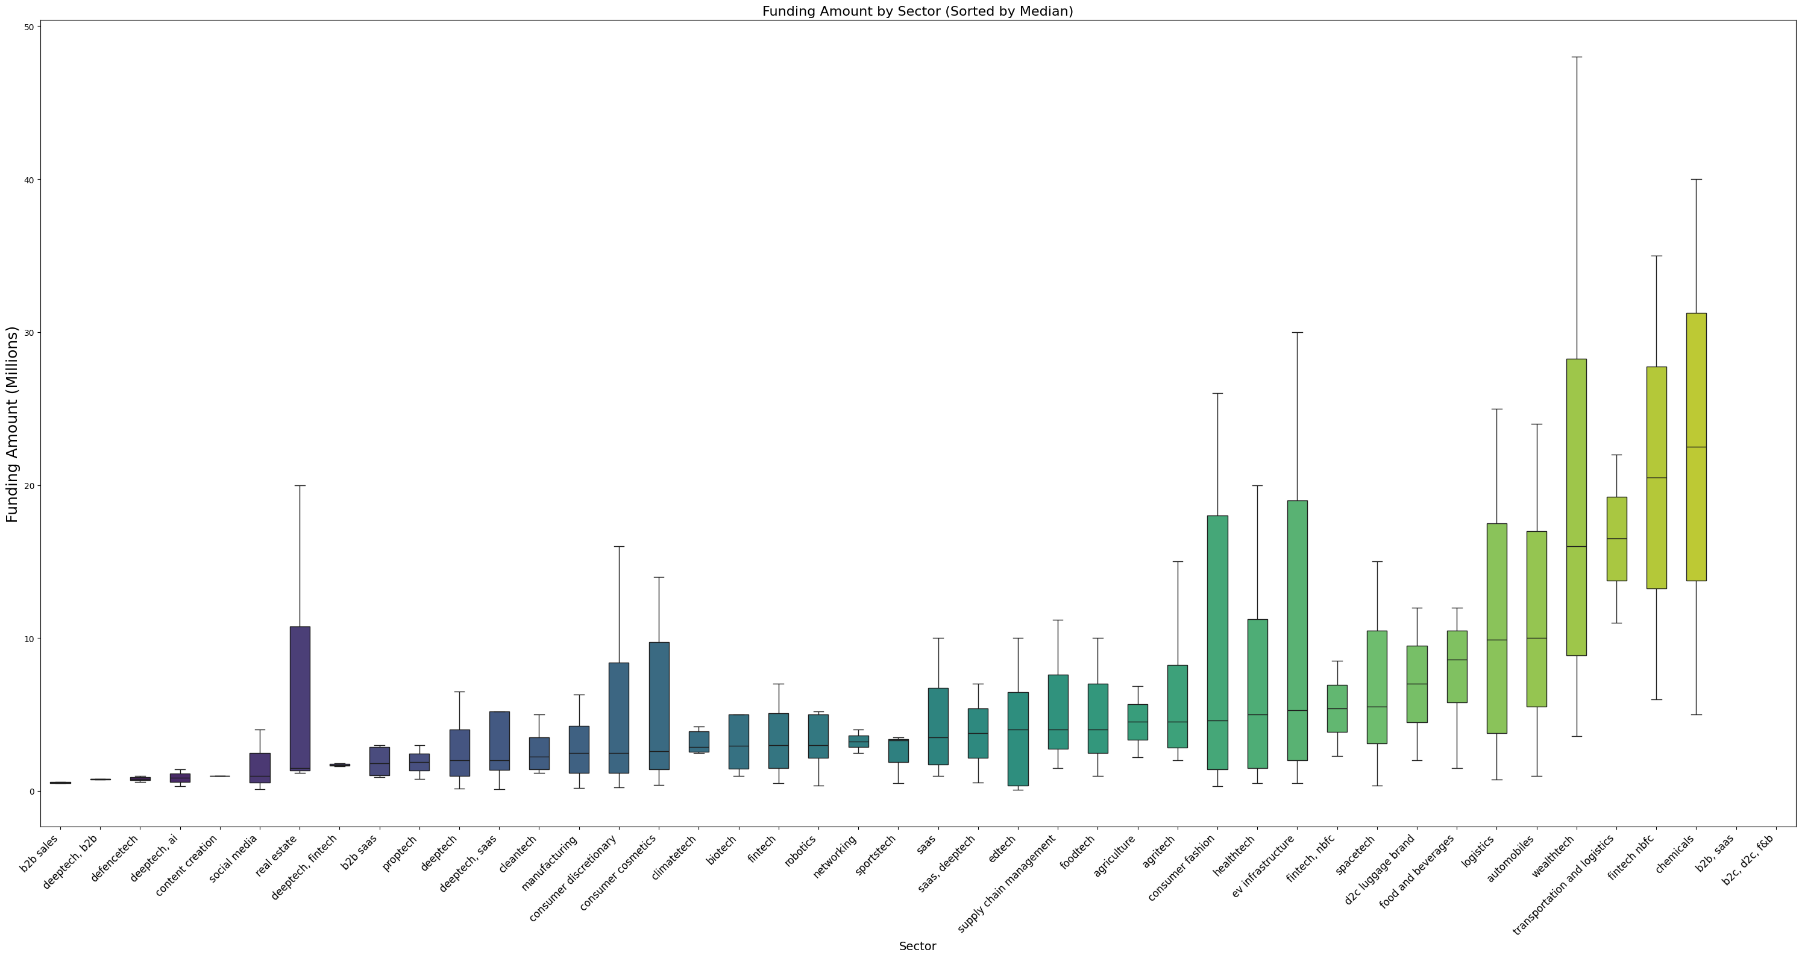 Funding Amount by Sector (Sorted by Median)
50
40
30
20
10
0
Funding Amount (Millions)
b2b sales
deeptech, b2b
defencetech
deeptech, ai
content creation
social media
real estate
deeptech, fintech
b2b saas
proptech
deeptech
deeptech, saas
cleantech
manufacturing
consumer discretionary
consumer cosmetics
climatetech
biotech
fintech
robotics
networking
sportstech
saas
saas, deeptech
edtech
supply chain management
foodtech
agriculture
agritech
consumer fashion
healthtech
ev infrastructure
fintech, nbfc
spacetech
d2c luggage brand
food and beverages
logistics
automobiles
wealthtech
transportation and logistics
fintech nbfc
chemicals
b2b, saas
b2c, d2c, f&b
Sector